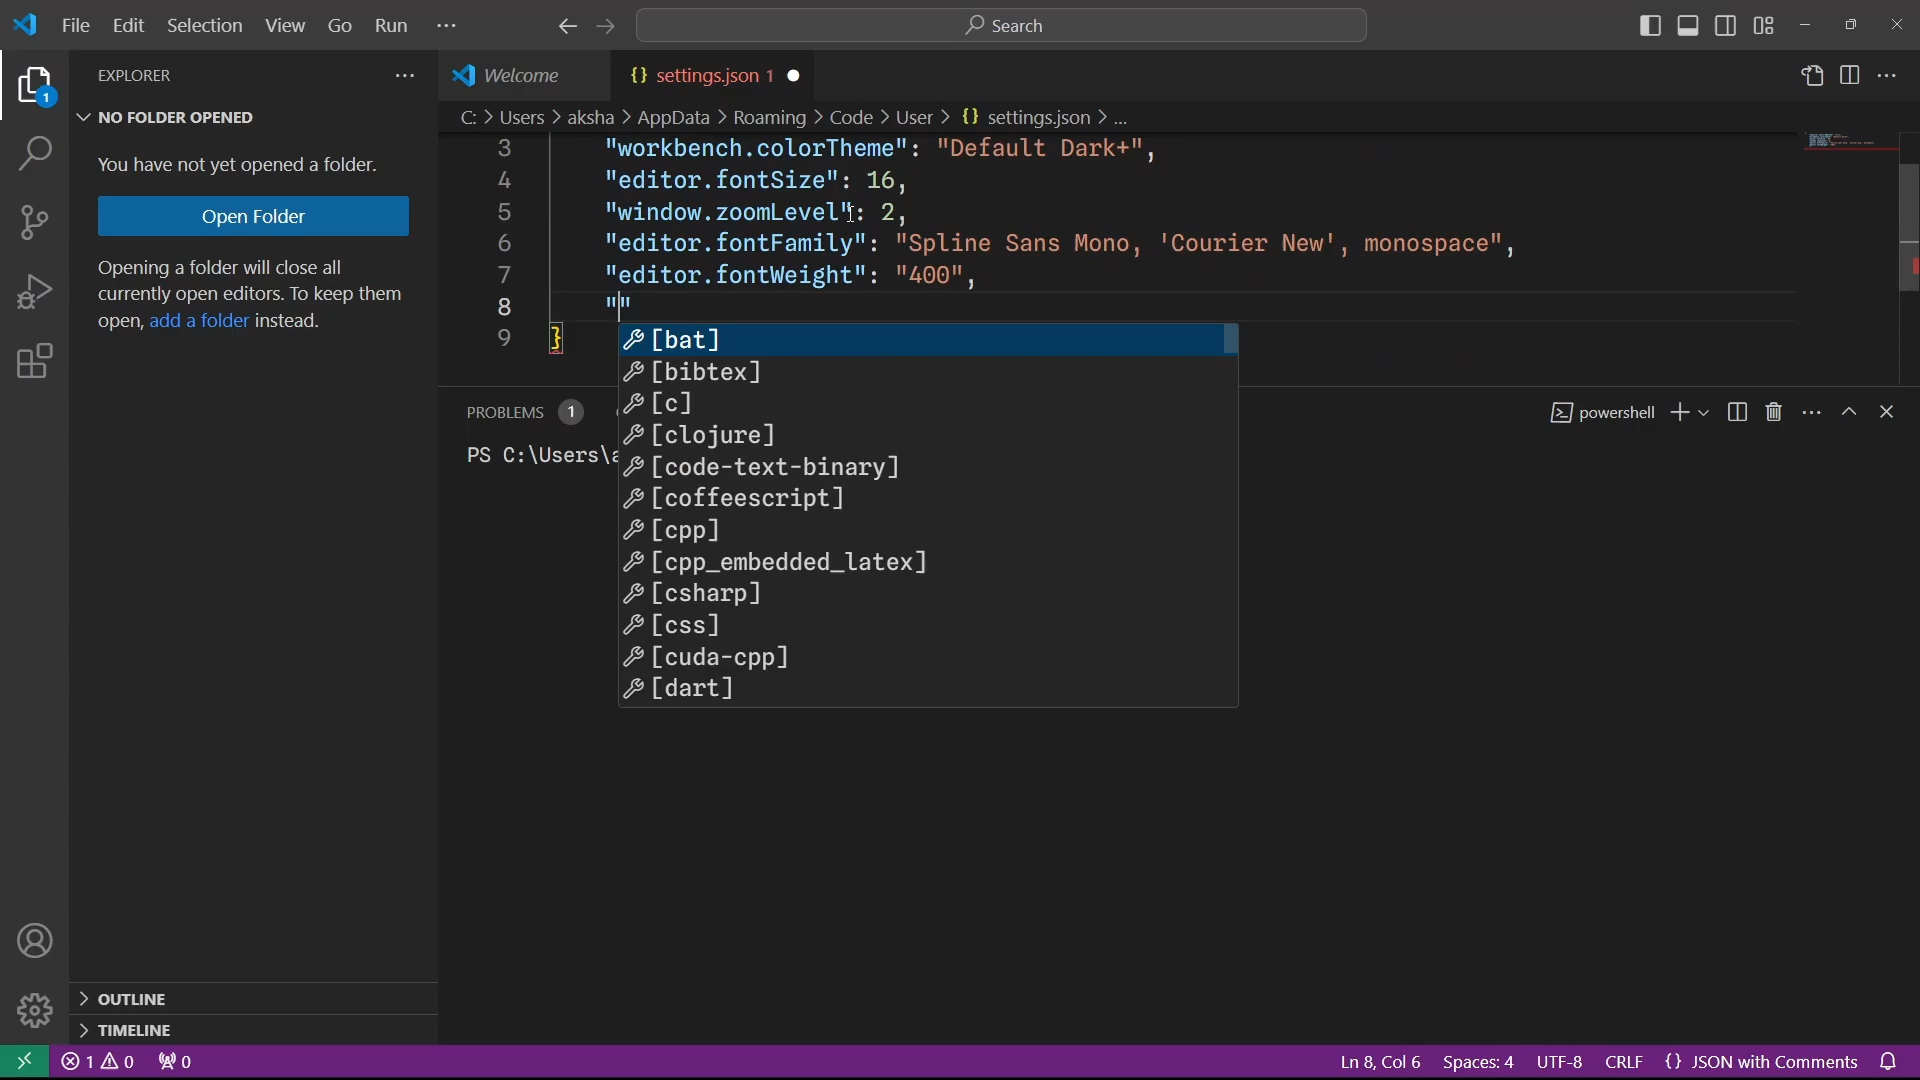 File Edit Selection View Go Run ··· Search
EXPLORER ···
NO FOLDER OPENED
You have not yet opened a folder.
Open Folder
Opening a folder will close all
currently open editors. To keep them
open, add a folder instead.
OUTLINE
TIMELINE
1
Welcome {} settings.json 1 ···
C: > Users > aksha > AppData > Roaming > Code > User > {} settings.json > ...
3 "workbench.colorTheme": "Default Dark+",
4 "editor.fontSize": 16,
5 "window.zoomLevel": 2,
6 "editor.fontFamily": "Spline Sans Mono, 'Courier New', monospace",
7 "editor.fontWeight": "400",
8 ""
9 }
[bat]
[bibtex]
[c]
[clojure]
[code-text-binary]
[coffeescript]
[cpp]
[cpp_embedded_latex]
[csharp]
[css]
[cuda-cpp]
[dart]
PROBLEMS 1 powershell ···
PS C:\Users\a
1 0 0 Ln 8, Col 6 Spaces: 4 UTF-8 CRLF {} JSON with Comments